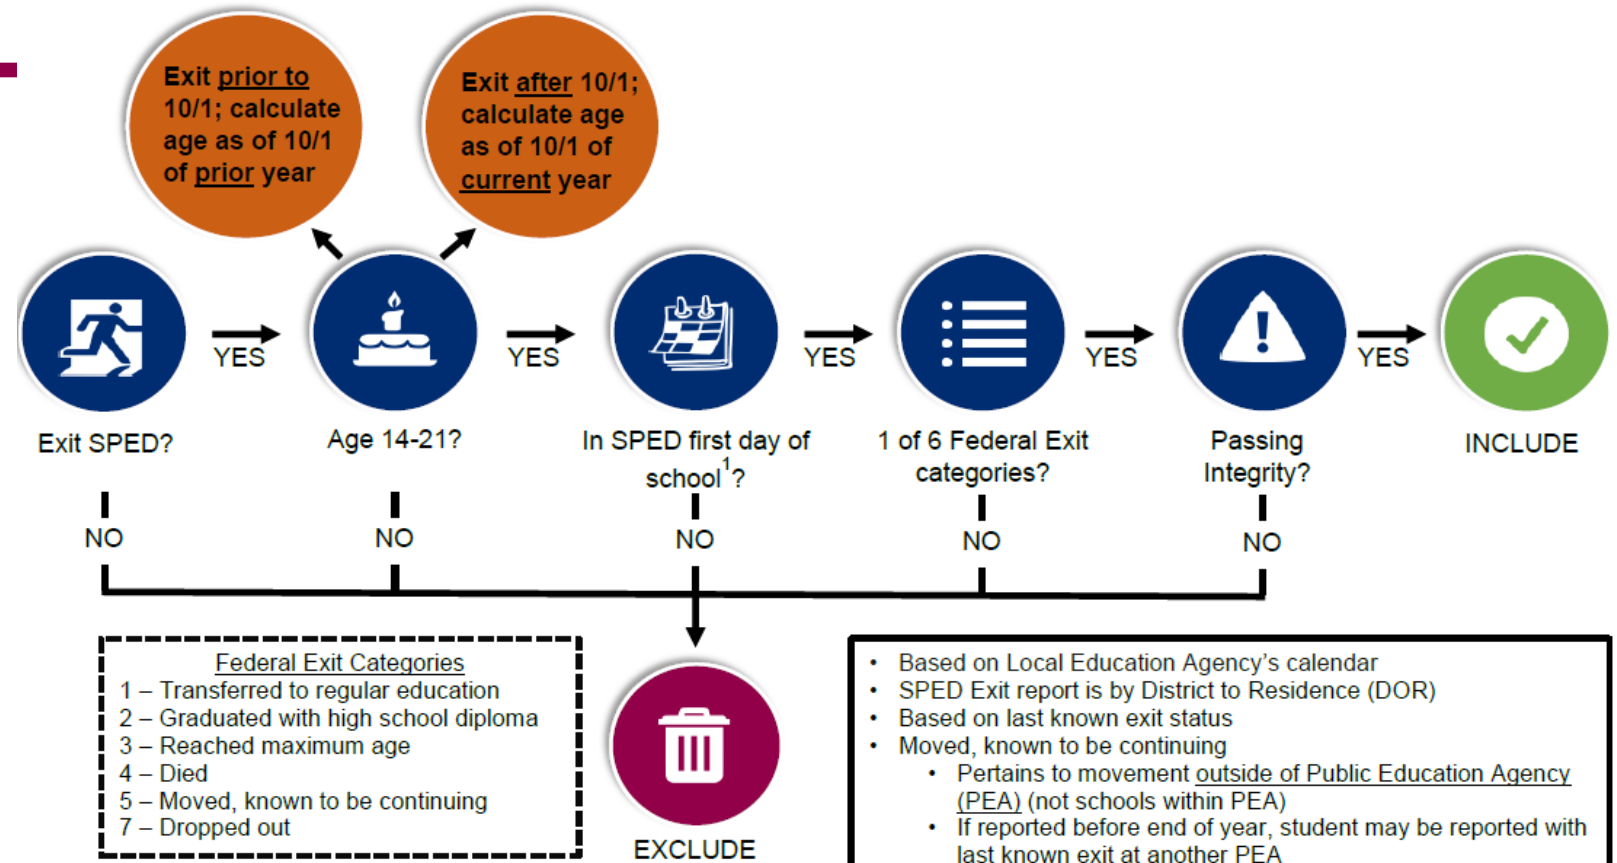 Exit prior to
10/1; calculate
age as of 10/1
of prior year
Exit after 10/1;
calculate age
as of 10/1 of
current year
YES
YES
YES
YES
YES
Exit SPED?
Age 14-21?
In SPED first day of
school1?
1 of 6 Federal Exit
categories?
Passing
Integrity?
INCLUDE
NO
NO
NO
NO
NO
Federal Exit Categories
1 – Transferred to regular education
2 – Graduated with high school diploma
3 – Reached maximum age
4 – Died
5 – Moved, known to be continuing
7 – Dropped out
EXCLUDE
• Based on Local Education Agency's calendar
• SPED Exit report is by District to Residence (DOR)
• Based on last known exit status
• Moved, known to be continuing
• Pertains to movement outside of Public Education Agency
(PEA) (not schools within PEA)
• If reported before end of year, student may be reported with
last known exit at another PEA